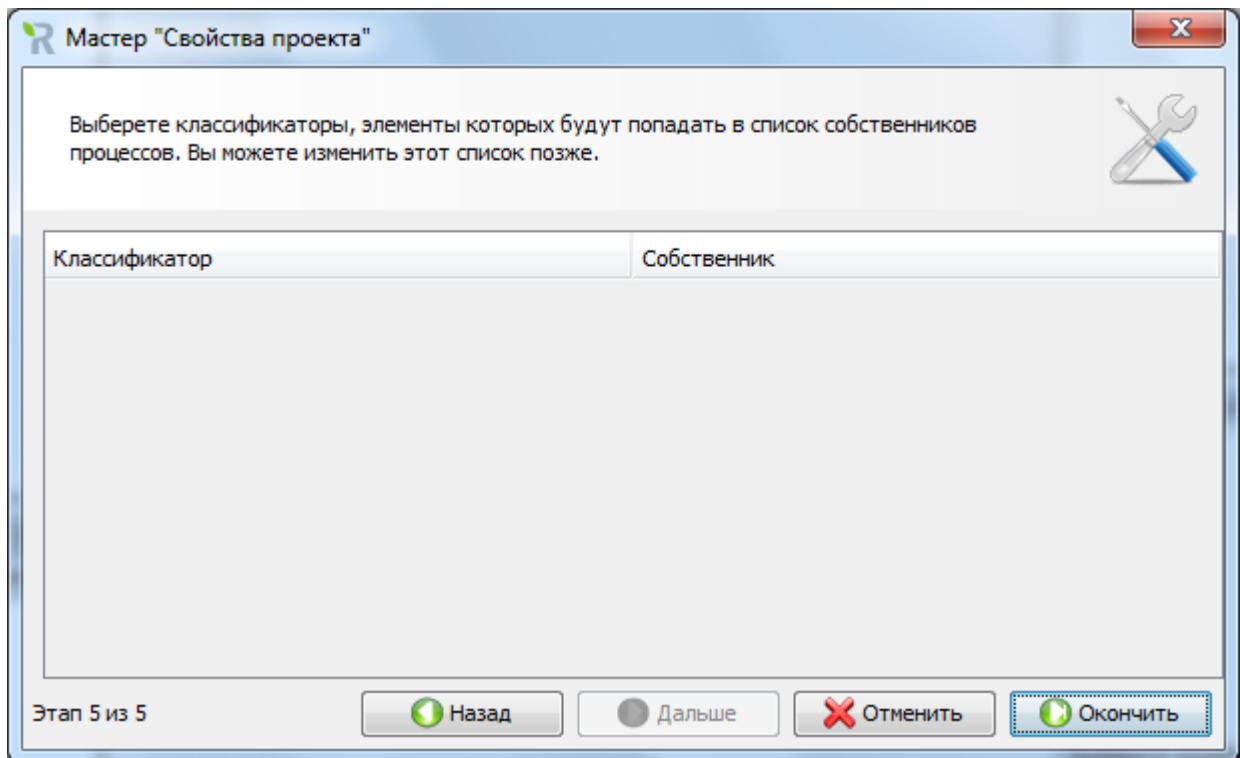 Мастер "Свойства проекта"
Выберете классификаторы, элементы которых будут попадать в список собственников
процессов. Вы можете изменить этот список позже.
Классификатор Собственник
Этап 5 из 5 Назад Дальше Отменить Окончить